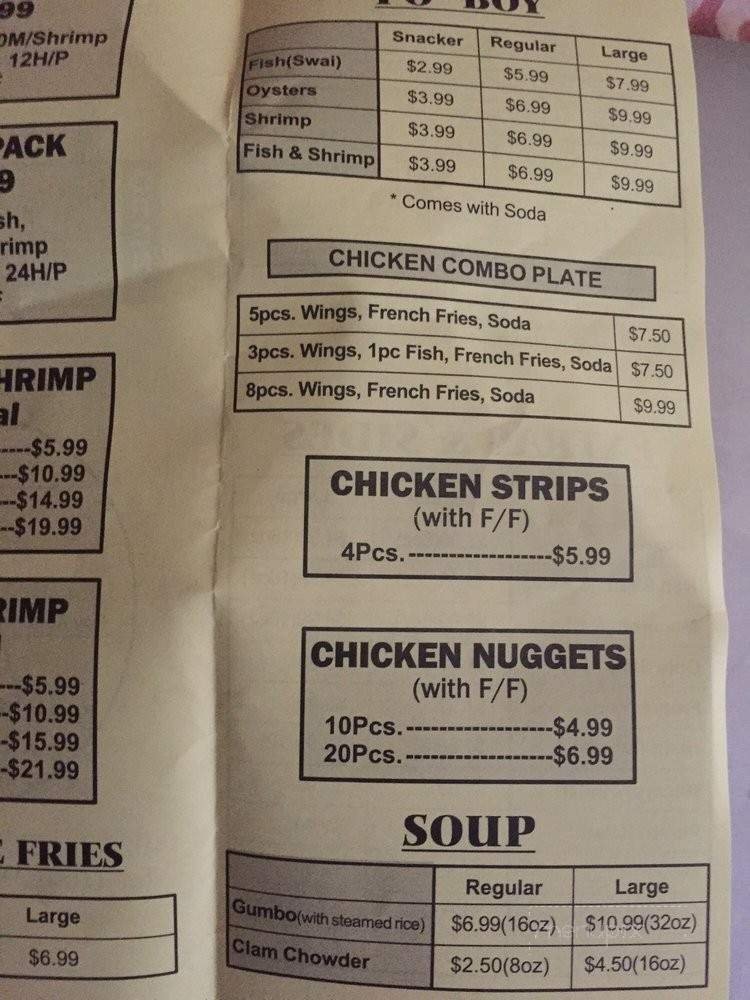 99
OM/Shrimp
12H/P
PACK
9
sh,
rimp
24H/P
HRIMP
al
----$5.99
---$10.99
---$14.99
--$19.99
RIMP
---$5.99
-$10.99
-$15.99
-$21.99
E FRIES
Large
$6.99
PO' BOY
Snacker Regular Large
Fish(Swai) $2.99 $5.99 $7.99
Oysters $3.99 $6.99 $9.99
Shrimp $3.99 $6.99 $9.99
Fish & Shrimp $3.99 $6.99 $9.99
* Comes with Soda
CHICKEN COMBO PLATE
5pcs. Wings, French Fries, Soda $7.50
3pcs. Wings, 1pc Fish, French Fries, Soda $7.50
8pcs. Wings, French Fries, Soda $9.99
CHICKEN STRIPS
(with F/F)
4Pcs.------------------$5.99
CHICKEN NUGGETS
(with F/F)
10Pcs.------------------$4.99
20Pcs.------------------$6.99
SOUP
Regular Large
Gumbo(with steamed rice) $6.99(16oz) $10.99(32oz)
Clam Chowder $2.50(8oz) $4.50(16oz)